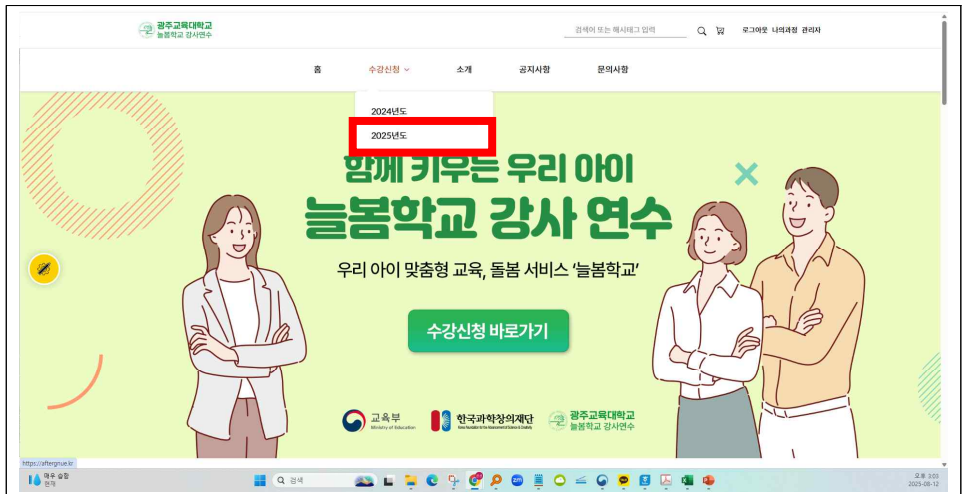 광주교육대학교
늘봄학교 강사연수
검색어 또는 해시태그 입력
로그아웃 나의과정 관리자
홈 수강신청 소개 공지사항 문의사항
2024년도
2025년도
함께 키우는 우리 아이
늘봄학교 강사 연수
우리 아이 맞춤형 교육, 돌봄 서비스 '늘봄학교'
수강신청 바로가기
교육부
Ministry of Education
한국과학창의재단
광주교육대학교
늘봄학교 강사연수
https://aftergnue.kr
매우 습함
현재
검색
오후 3:03
2025-08-12